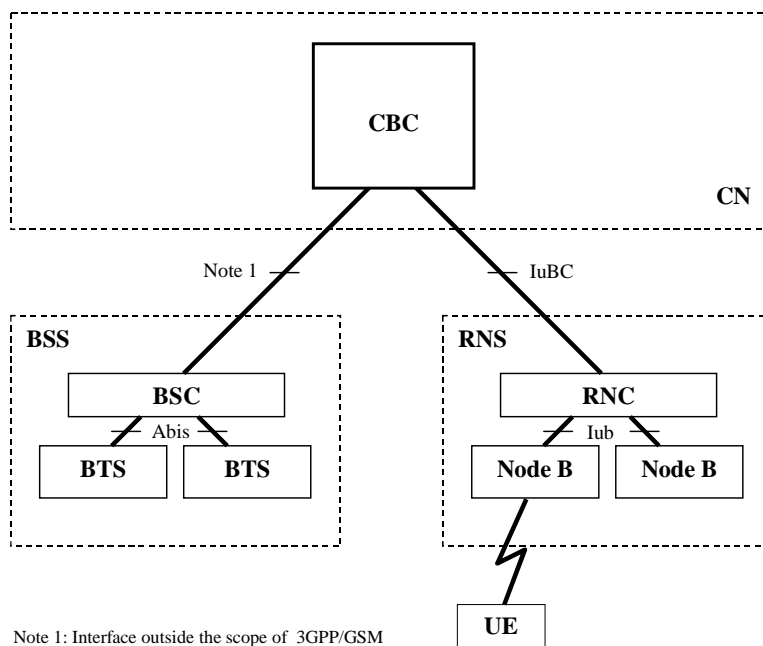 CBC
CN
Note 1
IuBC
BSS
RNS
BSC
RNC
Abis
Iub
BTS
BTS
Node B
Node B
UE
Note 1: Interface outside the scope of 3GPP/GSM